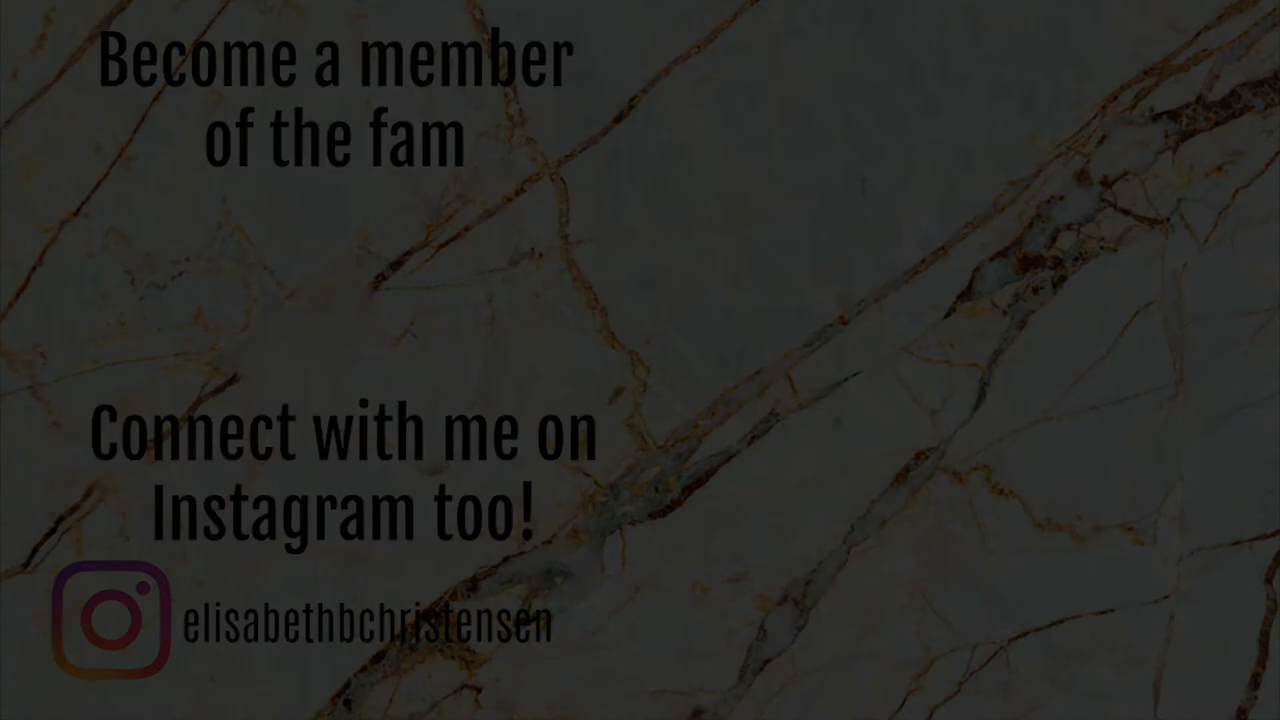 Become a member
of the fam
Connect with me on
Instagram too!
elisabethbchristensen